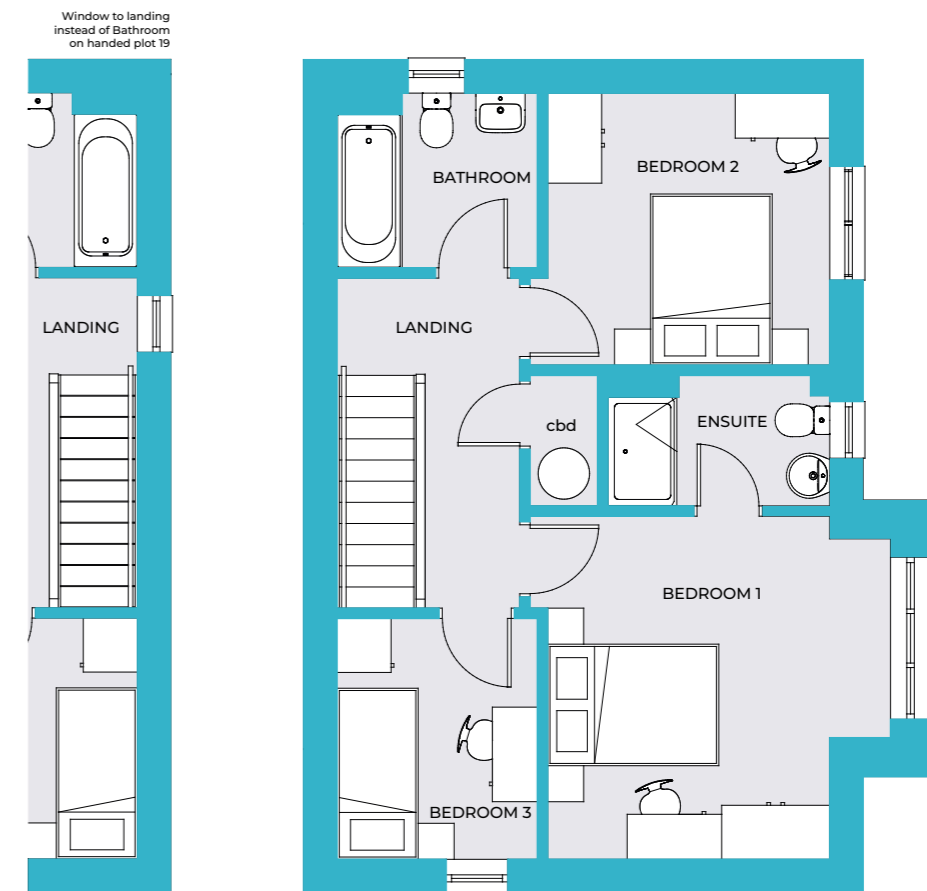 Window to landing
instead of Bathroom
on handed plot 19
LANDING
BATHROOM
BEDROOM 2
LANDING
cbd
ENSUITE
BEDROOM 1
BEDROOM 3